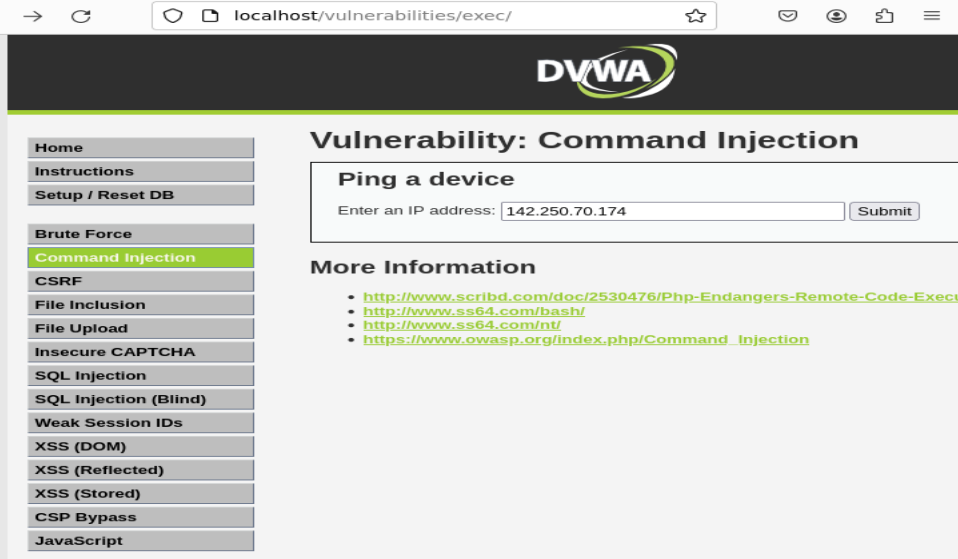 localhost/vulnerabilities/exec/
DVWA
Home
Instructions
Setup / Reset DB
Brute Force
Command Injection
CSRF
File Inclusion
File Upload
Insecure CAPTCHA
SQL Injection
SQL Injection (Blind)
Weak Session IDs
XSS (DOM)
XSS (Reflected)
XSS (Stored)
CSP Bypass
JavaScript
Vulnerability: Command Injection
Ping a device
Enter an IP address: 142.250.70.174 Submit
More Information
http://www.scribd.com/doc/2530476/Php-Endangers-Remote-Code-Execu
http://www.ss64.com/bash/
http://www.ss64.com/nt/
https://www.owasp.org/index.php/Command_Injection